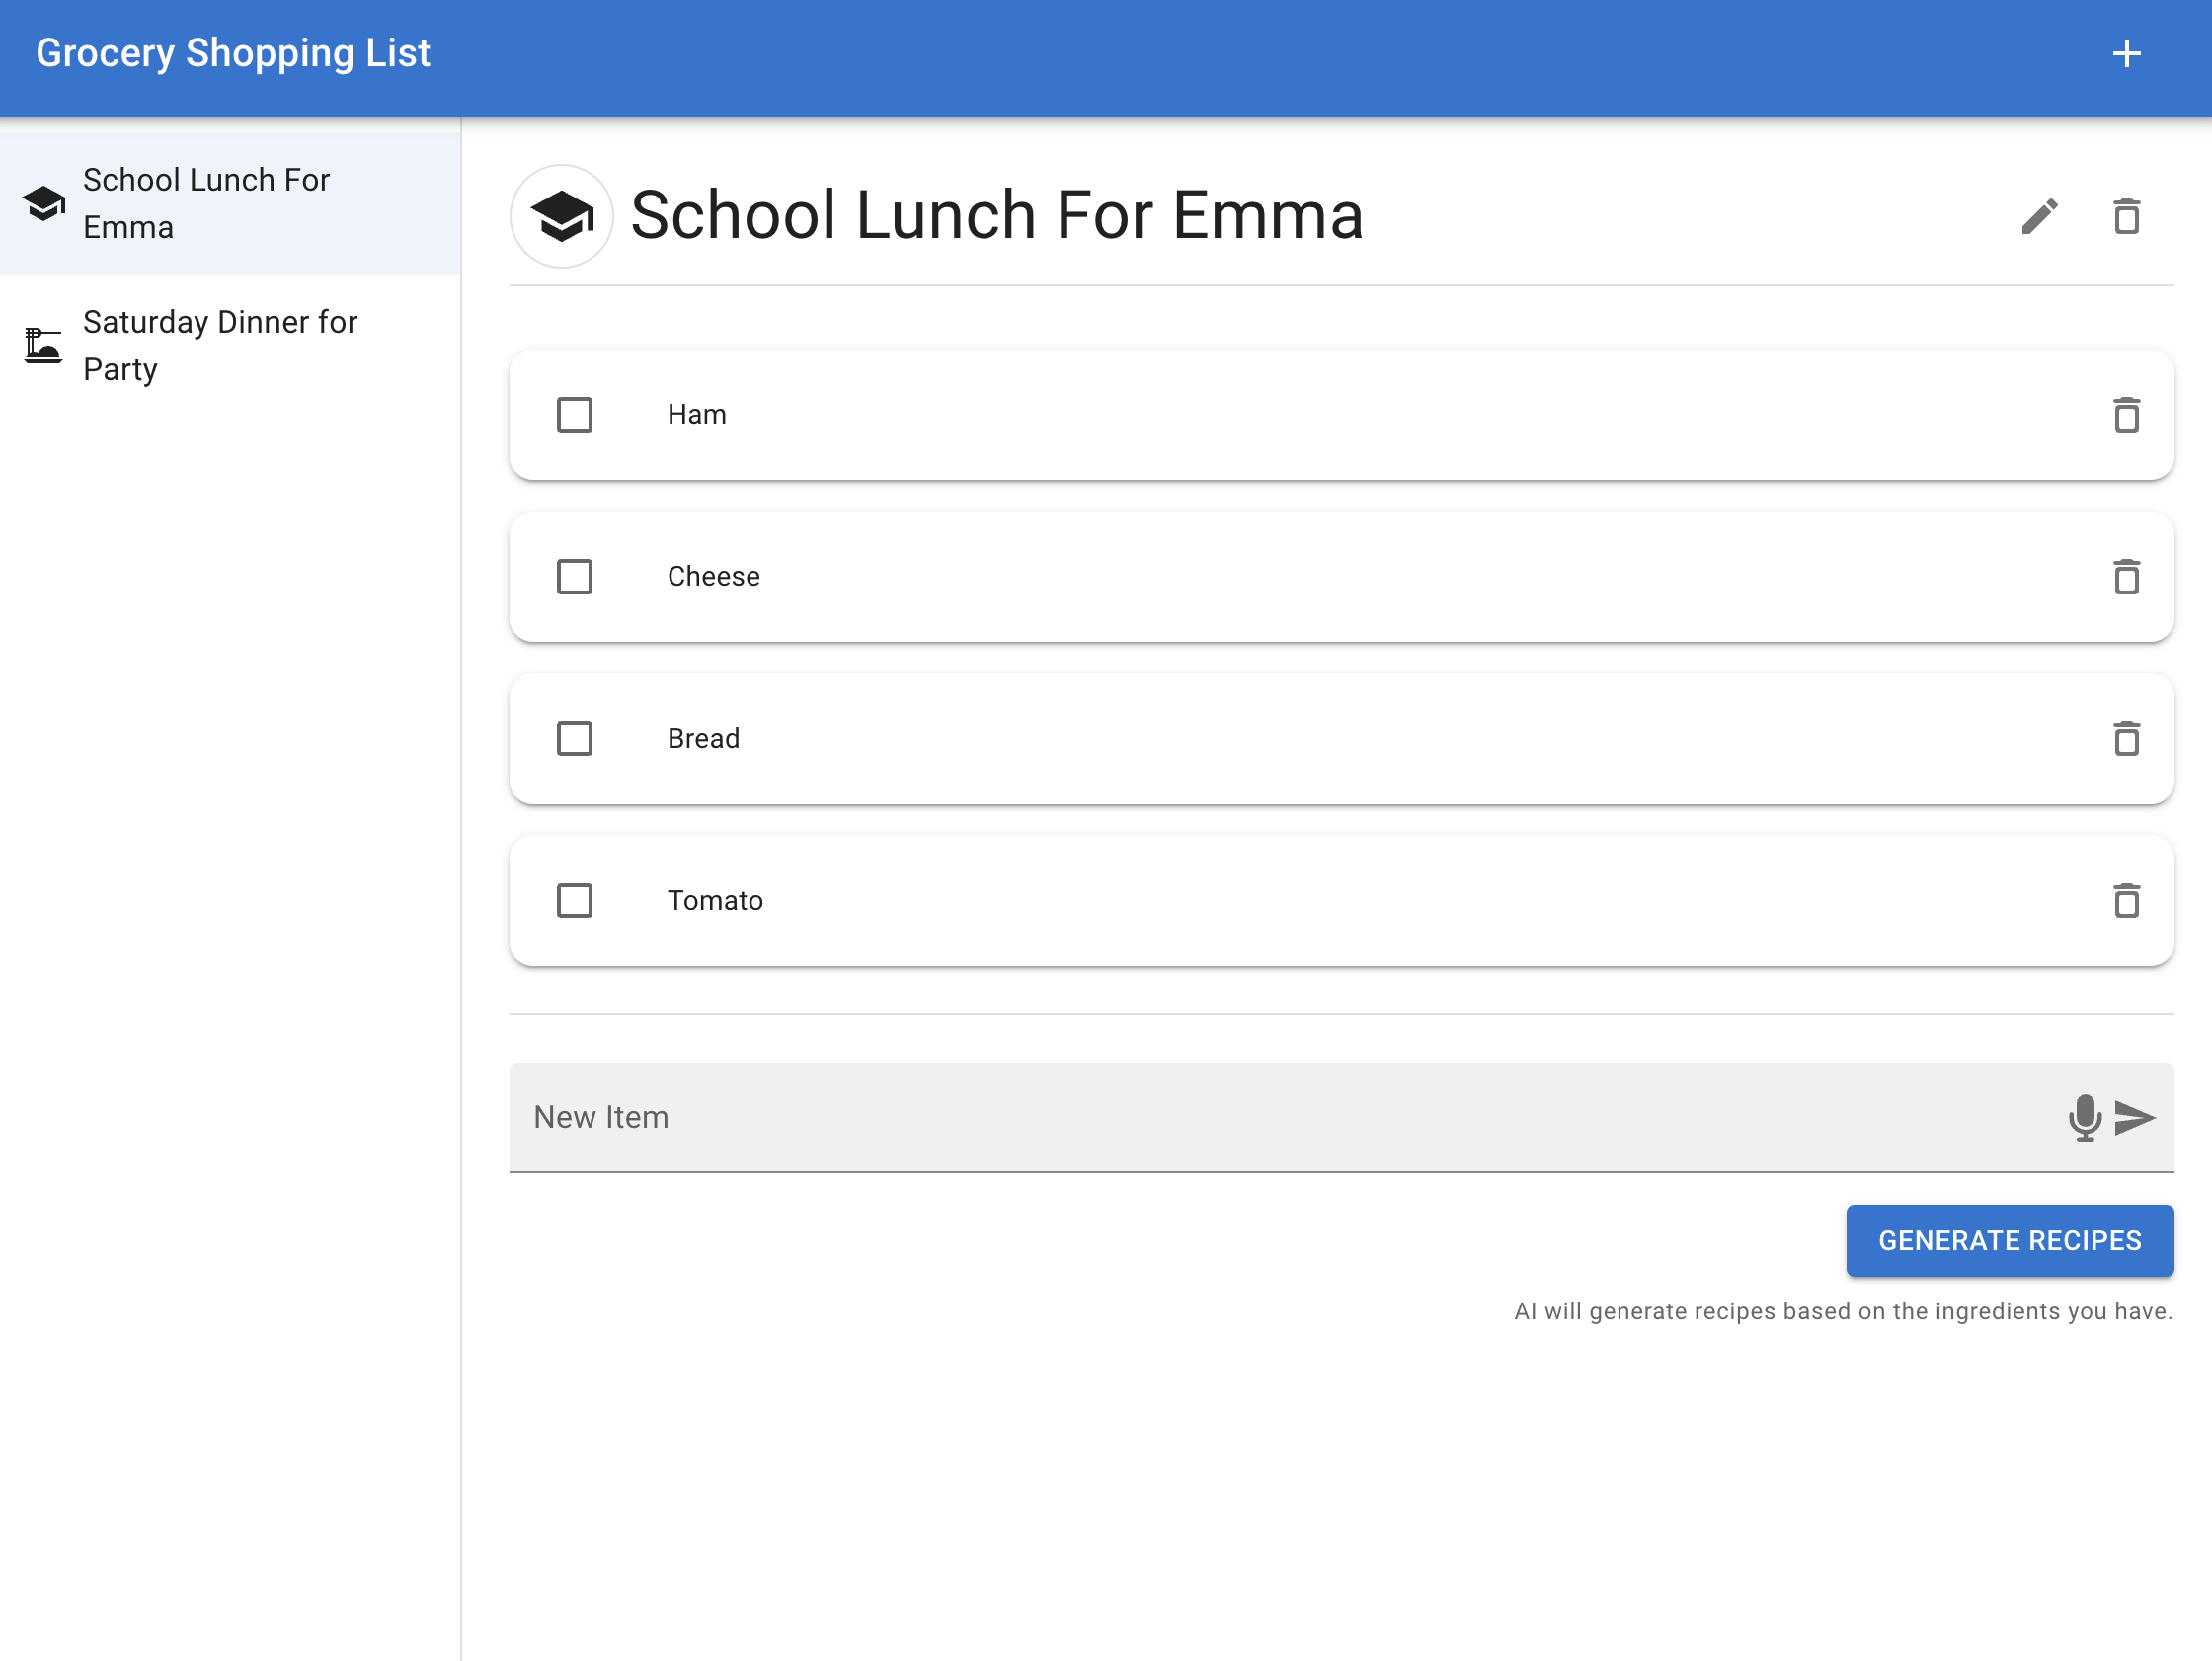 Grocery Shopping List
School Lunch For
Emma
Saturday Dinner for
Party
School Lunch For Emma
Ham
Cheese
Bread
Tomato
New Item
GENERATE RECIPES
AI will generate recipes based on the ingredients you have.